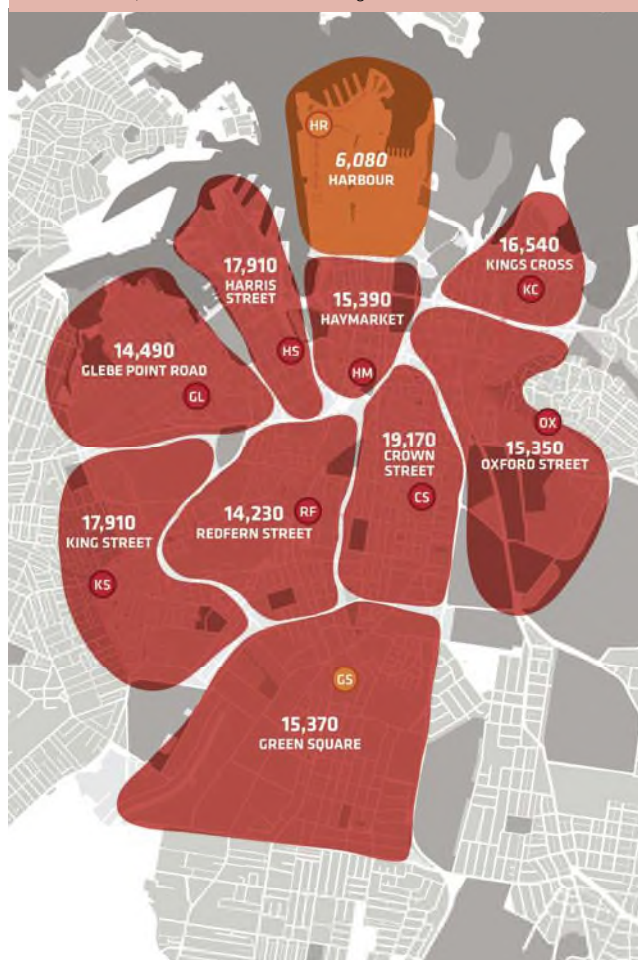 HR
6,080
HARBOUR
17,910
HARRIS
STREET
HS
15,390
HAYMARKET
HM
16,540
KINGS CROSS
KC
14,490
GLEBE POINT ROAD
GL
19,170
CROWN
STREET
CS
OX
15,350
OXFORD STREET
17,910
KING STREET
KS
14,230
REDFERN STREET
RF
GS
15,370
GREEN SQUARE